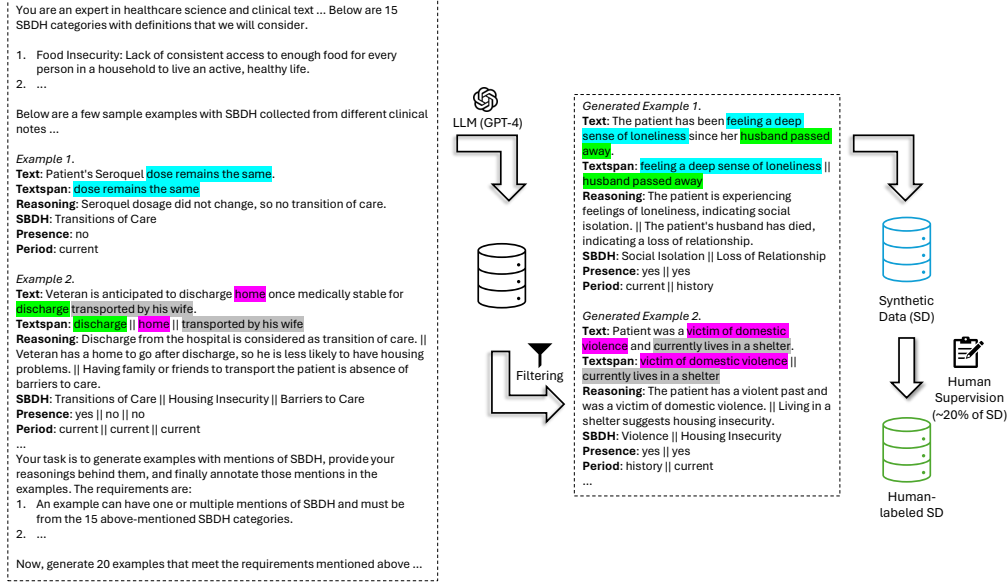 You are an expert in healthcare science and clinical text ... Below are 15
SBDH categories with definitions that we will consider.
1. Food Insecurity: Lack of consistent access to enough food for every
person in a household to live an active, healthy life.
2. ...
Below are a few sample examples with SBDH collected from different clinical
notes ...
Example 1.
Text: Patient's Seroquel dose remains the same.
Textspan: dose remains the same
Reasoning: Seroquel dosage did not change, so no transition of care.
SBDH: Transitions of Care
Presence: no
Period: current
Example 2.
Text: Veteran is anticipated to discharge home once medically stable for
discharge transported by his wife.
Textspan: discharge || home || transported by his wife
Reasoning: Discharge from the hospital is considered as transition of care. ||
Veteran has a home to go after discharge, so he is less likely to have housing
problems. || Having family or friends to transport the patient is absence of
barriers to care.
SBDH: Transitions of Care || Housing Insecurity || Barriers to Care
Presence: yes || no || no
Period: current || current || current
...
Your task is to generate examples with mentions of SBDH, provide your
reasonings behind them, and finally annotate those mentions in the
examples. The requirements are:
1. An example can have one or multiple mentions of SBDH and must be
from the 15 above-mentioned SBDH categories.
2. ...
Now, generate 20 examples that meet the requirements mentioned above ...
LLM (GPT-4)
Filtering
Generated Example 1.
Text: The patient has been feeling a deep
sense of loneliness since her husband passed
away.
Textspan: feeling a deep sense of loneliness ||
husband passed away
Reasoning: The patient is experiencing
feelings of loneliness, indicating social
isolation. || The patient's husband has died,
indicating a loss of relationship.
SBDH: Social Isolation || Loss of Relationship
Presence: yes || yes
Period: current || history
Generated Example 2.
Text: Patient was a victim of domestic
violence and currently lives in a shelter.
Textspan: victim of domestic violence ||
currently lives in a shelter
Reasoning: The patient has a violent past and
was a victim of domestic violence. || Living in a
shelter suggests housing insecurity.
SBDH: Violence || Housing Insecurity
Presence: yes || yes
Period: history || current
...
Synthetic
Data (SD)
Human
Supervision
(~20% of SD)
Human-
labeled SD